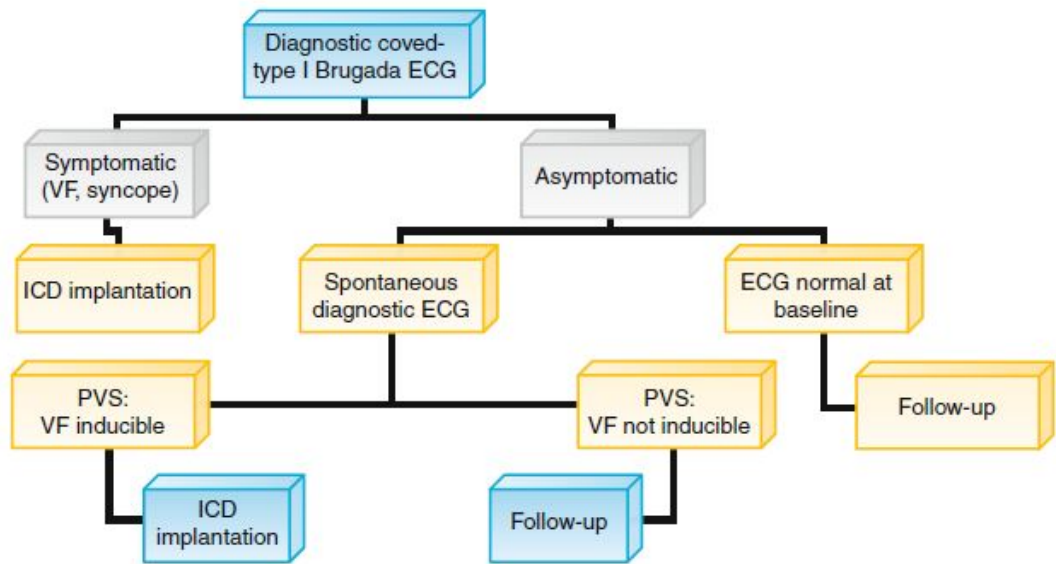 Diagnostic coved-
type I Brugada ECG
Symptomatic
(VF, syncope)
Asymptomatic
ICD implantation
Spontaneous
diagnostic ECG
ECG normal at
baseline
PVS:
VF inducible
PVS:
VF not inducible
Follow-up
ICD
implantation
Follow-up